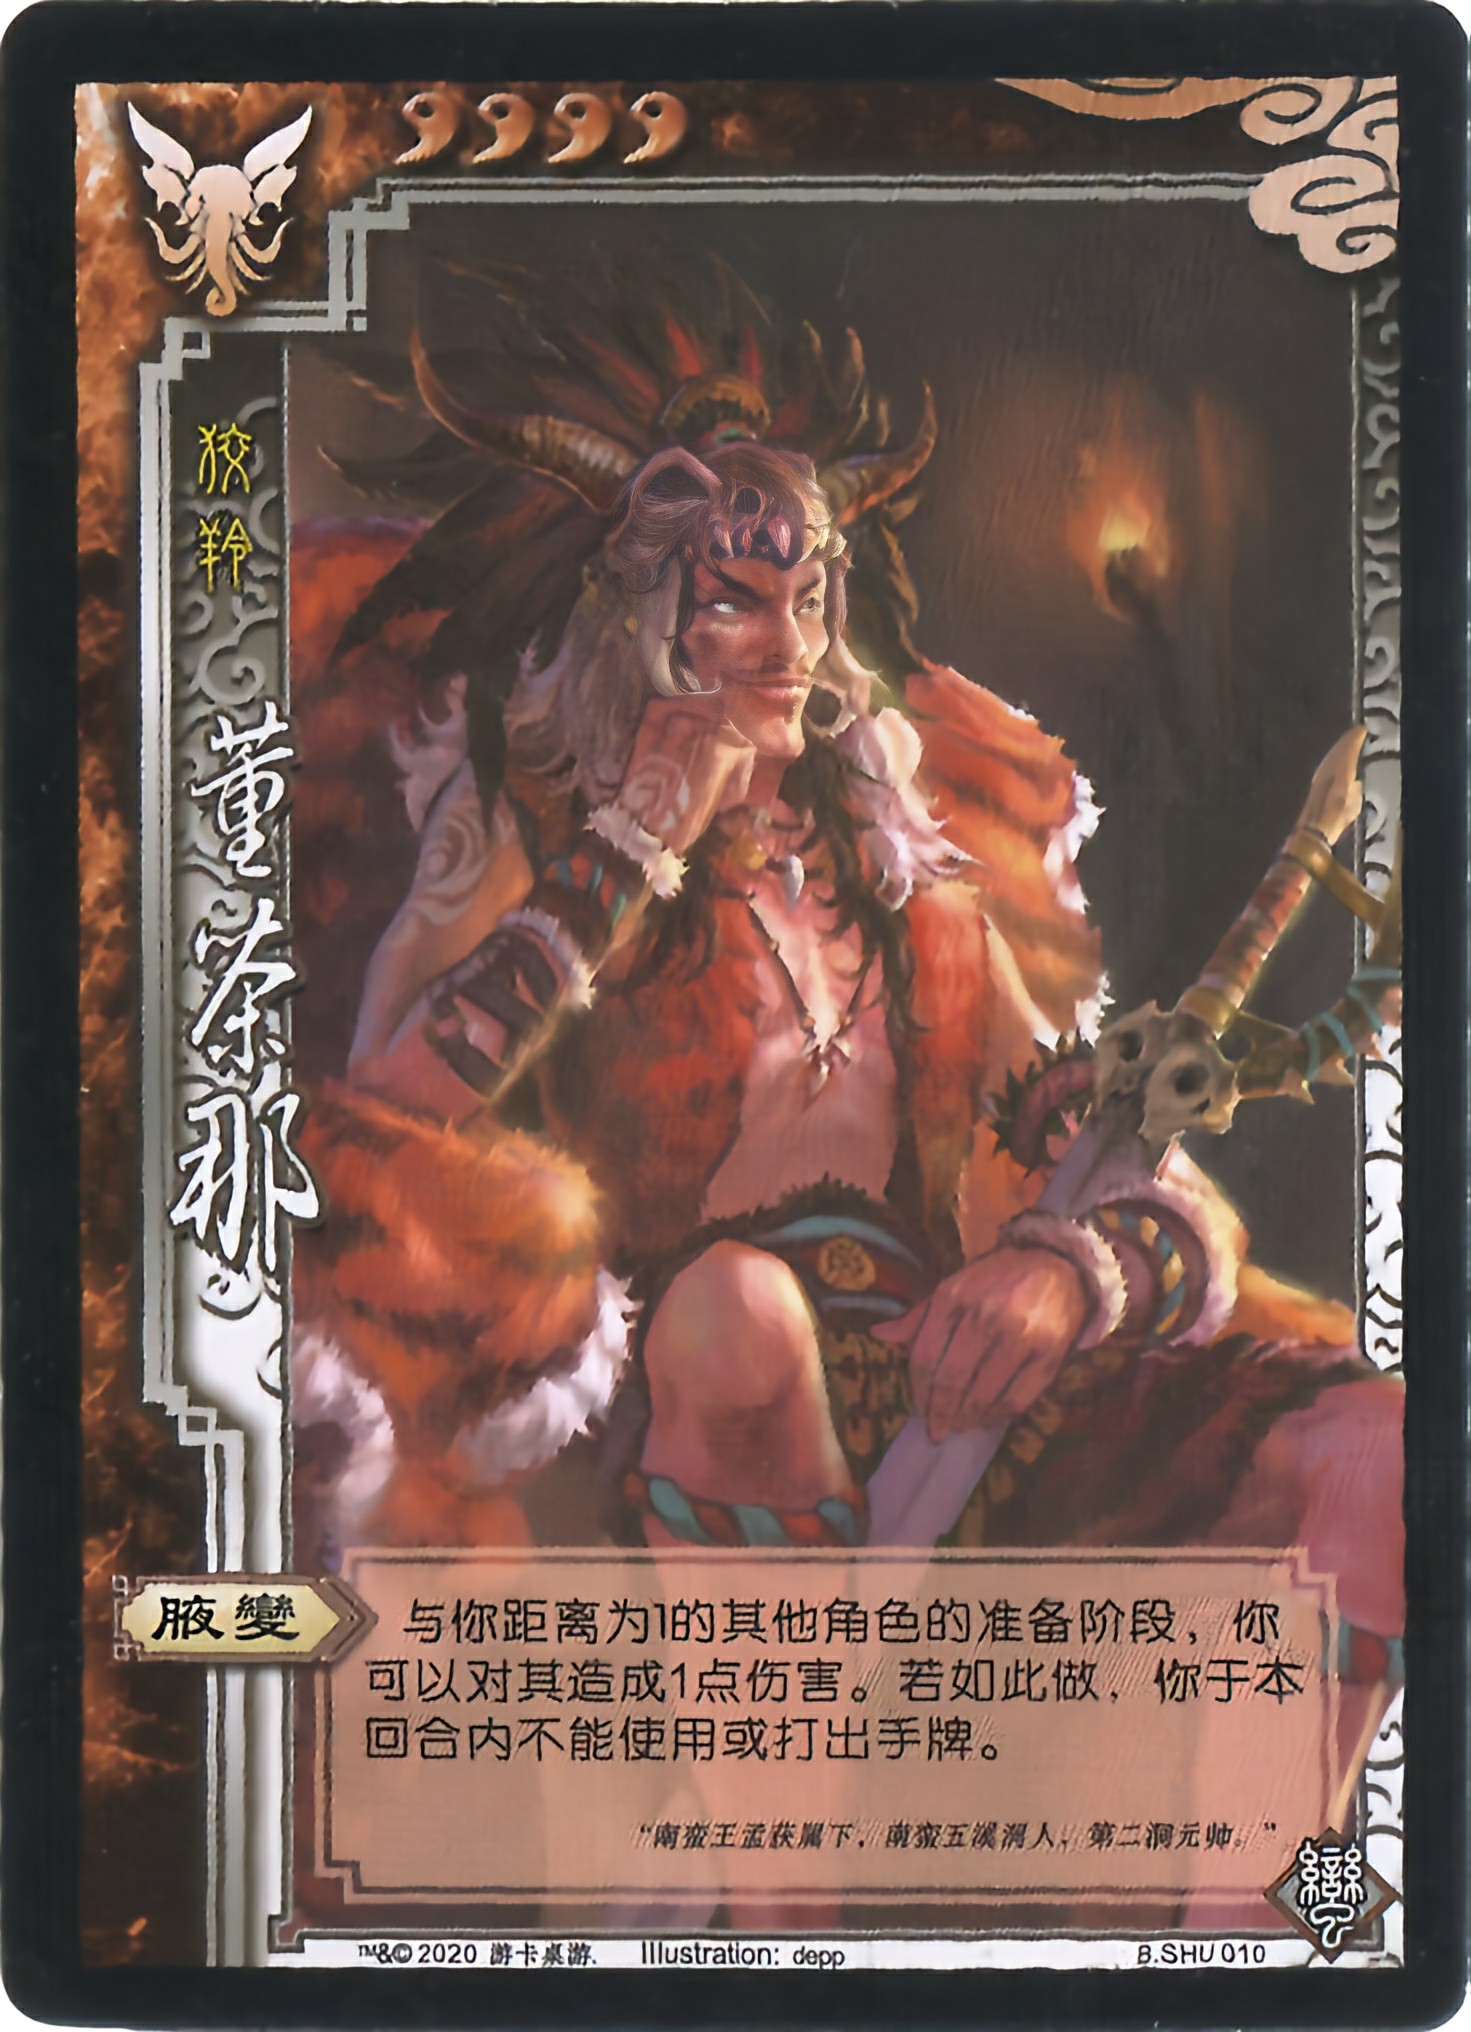 狡羚
董荼那
腋變
与你距离为1的其他角色的准备阶段，你
可以对其造成1点伤害。若如此做，你于本
回合内不能使用或打出手牌。
“南蛮王孟获属下，南蛮五溪洞人，第二洞元帅。”
™&©2020 游卡桌游. Illustration: depp
B.SHU 010